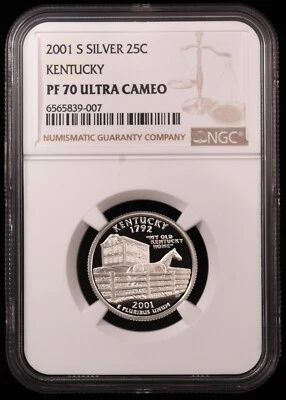 2001 S SILVER 25C
KENTUCKY
PF 70 ULTRA CAMEO
6565839-007
NUMISMATIC GUARANTY COMPANY
NGC
KENTUCKY
1792
"MY OLD
KENTUCKY
HOME"
2001
E PLURIBUS UNUM